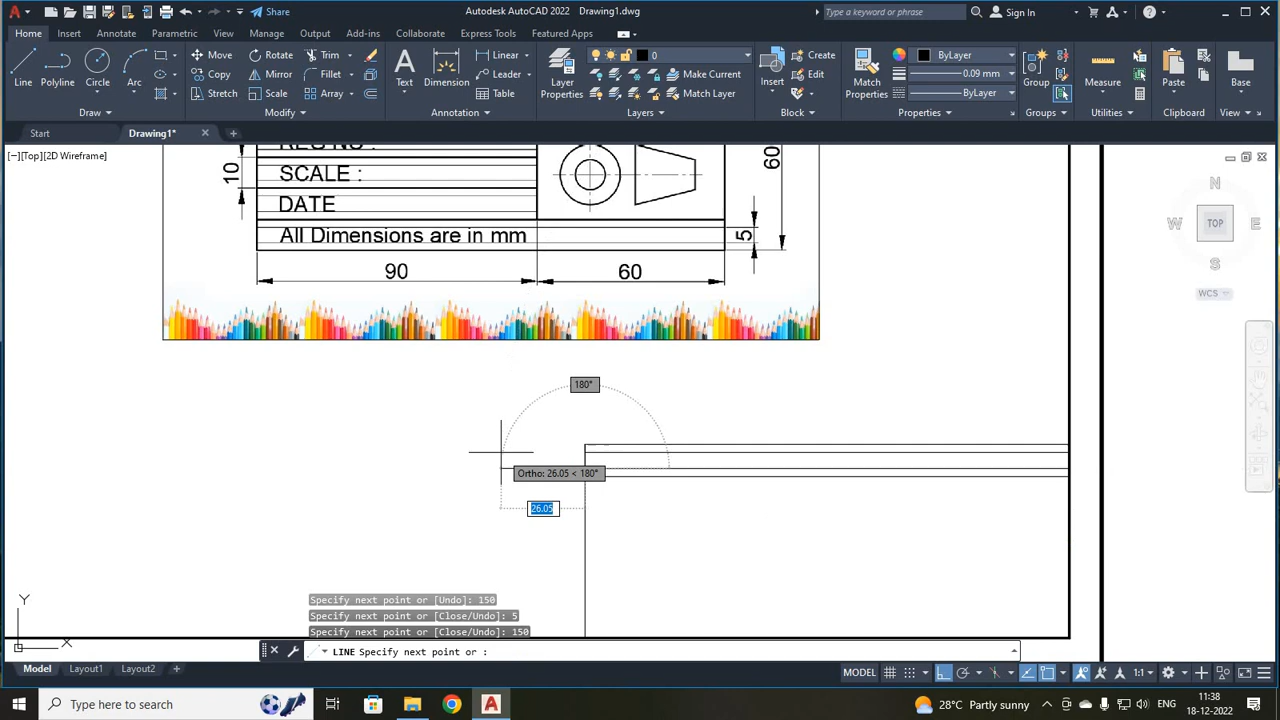 Share
Autodesk AutoCAD 2022 Drawing1.dwg
Type a keyword or phrase
Sign In
Home Insert Annotate Parametric View Manage Output Add-ins Collaborate Express Tools Featured Apps
Line Polyline Circle Arc
Move Rotate Trim
Copy Mirror Fillet
Stretch Scale Array
Text Dimension
Linear
Leader
Table
Layer Properties
0
Make Current
Match Layer
Insert
Create
Edit
Match Properties
ByLayer
0.09 mm
ByLayer
Group
Measure
Paste
Base
Draw Modify Annotation Layers Block Properties Groups Utilities Clipboard View
Start Drawing1*
[−][Top][2D Wireframe]
REG NO :
SCALE :
DATE
All Dimensions are in mm
10
60
5
90
60
N
W TOP E
S
WCS
180°
Ortho: 26.05 < 180°
26.05
Specify next point or [Undo]: 150
Specify next point or [Close/Undo]: 5
Specify next point or [Close/Undo]: 150
Y
X
LINE Specify next point or :
Model Layout1 Layout2
MODEL
1:1
Type here to search
28°C Partly sunny
ENG
11:38
18-12-2022